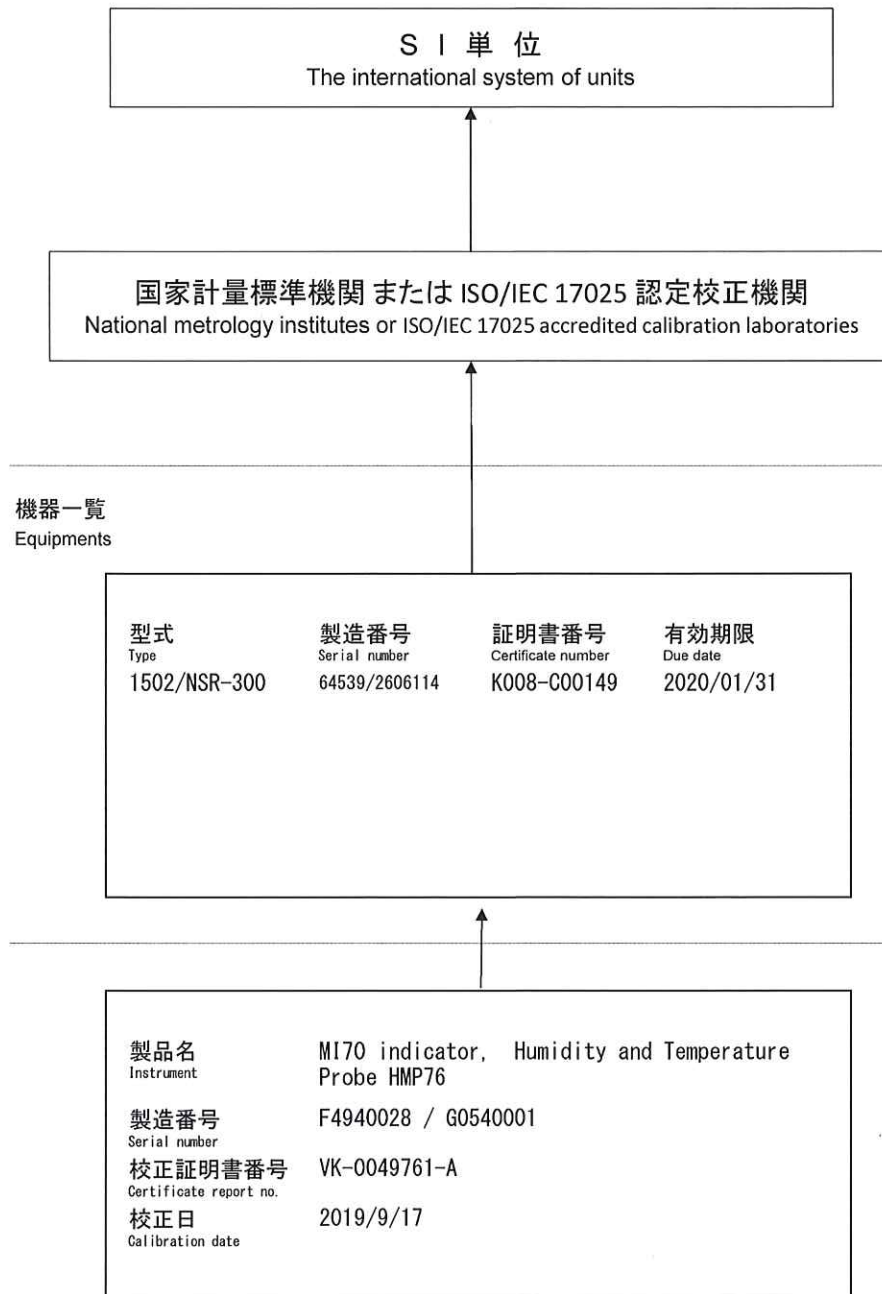 SI単位
The international system of units
国家計量標準機関 または ISO/IEC 17025 認定校正機関
National metrology institutes or ISO/IEC 17025 accredited calibration laboratories
機器一覧
Equipments
型式 製造番号 証明書番号 有効期限
Type Serial number Certificate number Due date
1502/NSR-300 64539/2606114 K008-C00149 2020/01/31
製品名 MI70 indicator, Humidity and Temperature
Instrument Probe HMP76
製造番号 F4940028 / G0540001
Serial number
校正証明書番号 VK-0049761-A
Certificate report no.
校正日 2019/9/17
Calibration date